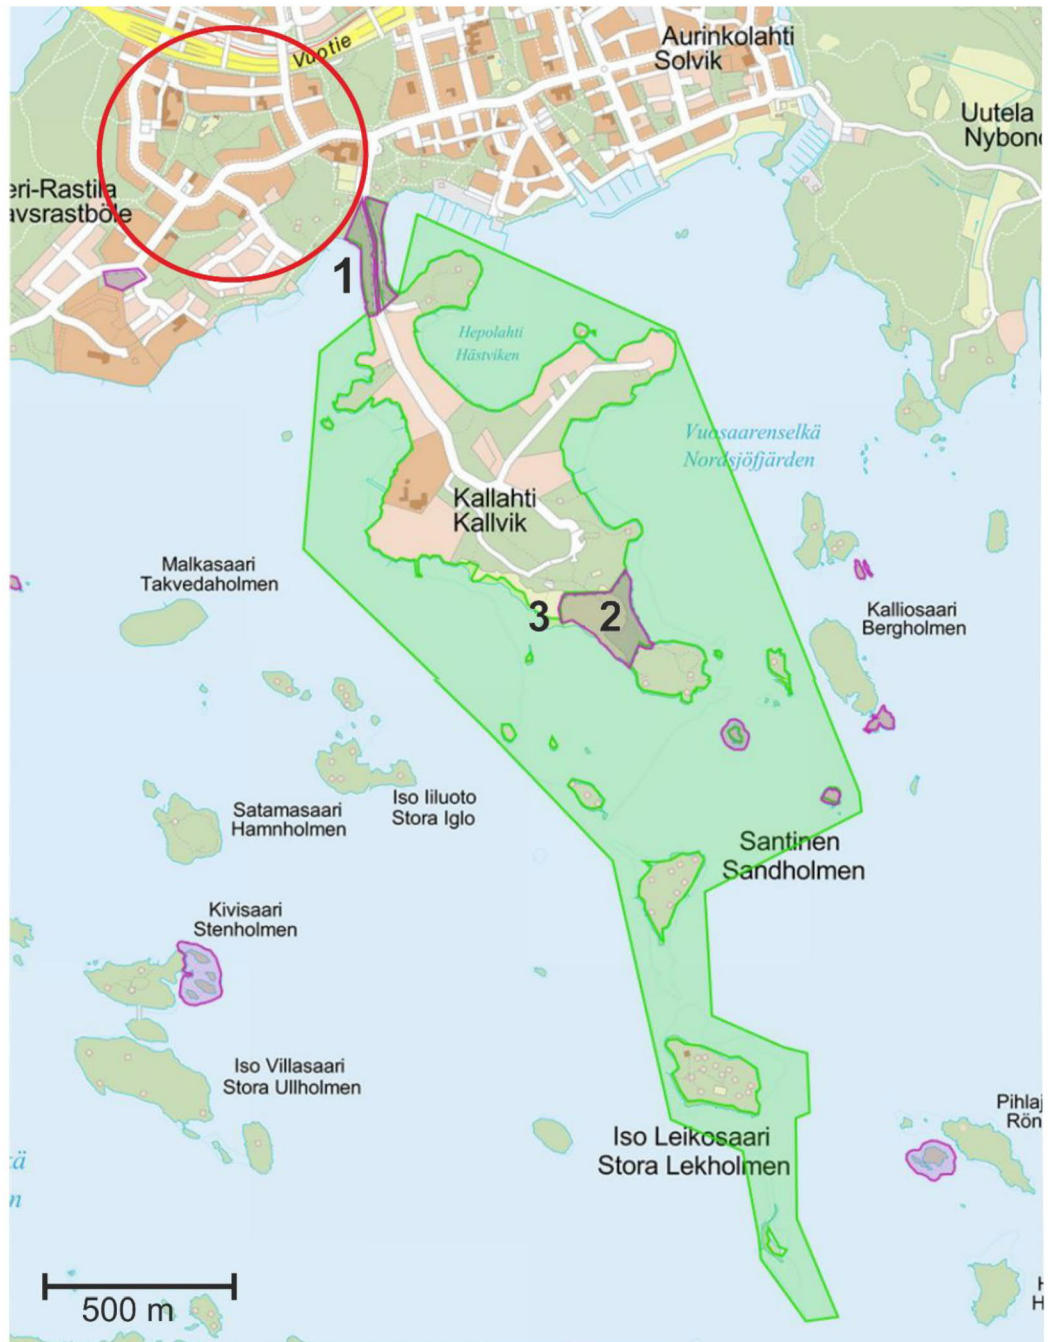 Vuotie
Aurinkolahti
Solvik
Uutela
Nybon
eri-Rastila
avsrastböle
1
Hepolahti
Hästviken
Vuosaarenselkä
Nordsjöfjärden
Kallahti
Kallvik
Malkasaari
Takvedaholmen
3
2
Kalliosaari
Bergholmen
Iso Iiluoto
Stora Iglo
Satamasaari
Hamnholmen
Santinen
Sandholmen
Kivisaari
Stenholmen
Iso Villasaari
Stora Ullholmen
Pihlaj
Rön
Iso Leikosaari
Stora Lekholmen
kä
n
500 m
H
H